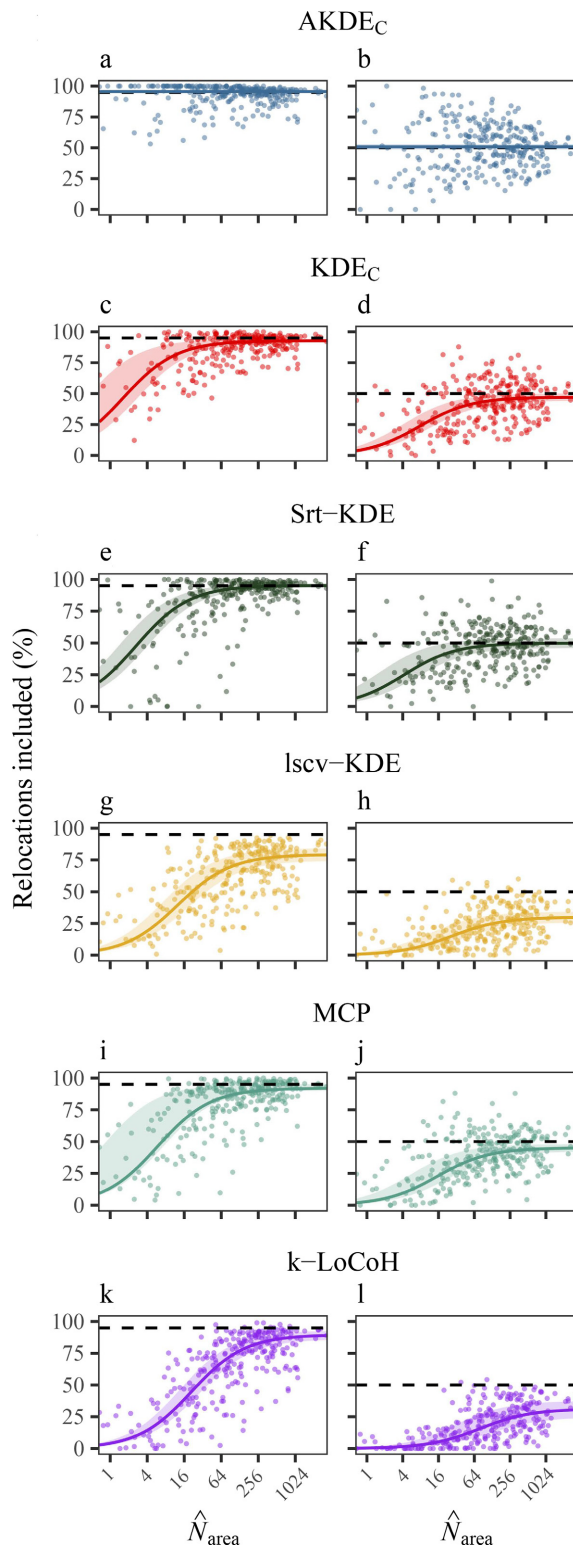 AKDE_C
a b
100
75
50
25
0
KDE_C
c d
100
75
50
25
0
Srt−KDE
e f
100
75
50
25
0
lscv−KDE
g h
100
75
50
25
0
MCP
i j
100
75
50
25
0
k−LoCoH
k l
100
75
50
25
0
Relocations included (%)
1 4 16 64 256 1024 1 4 16 64 256 1024
N̂area N̂area